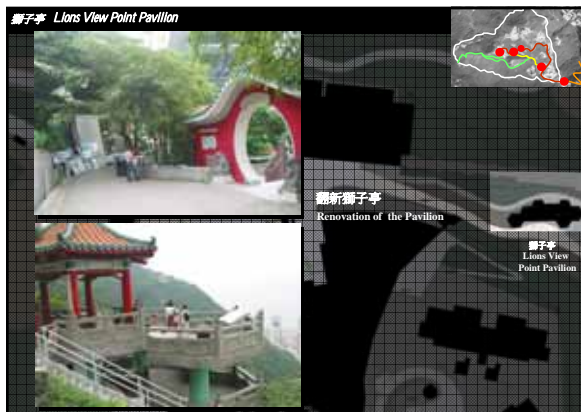 獅子亭 Lions View Point Pavilion
翻新獅子亭
Renovation of the Pavilion
獅子亭
Lions View
Point Pavilion